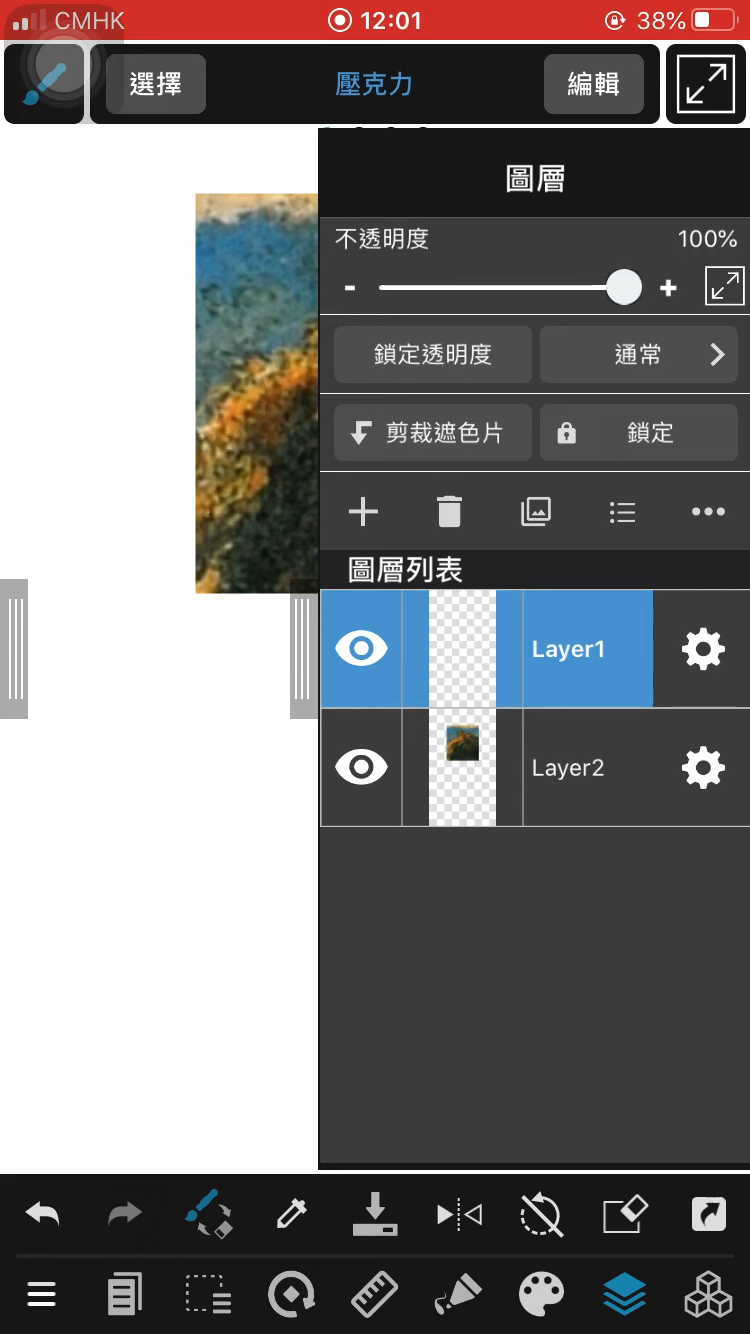 CMHK 12:01 38%
選擇 壓克力 編輯
圖層
不透明度 100%
- +
鎖定透明度 通常
剪裁遮色片 鎖定
圖層列表
Layer1
Layer2